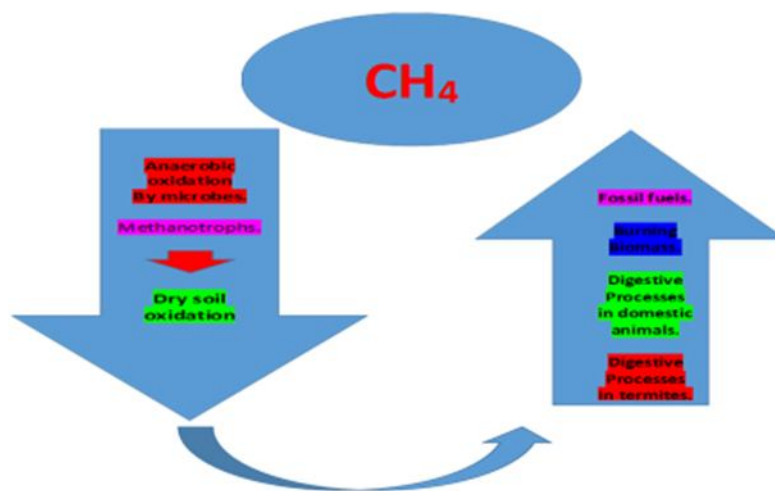 CH₄
Anaerobic
oxidation
By microbes.
Methanotrophs.
Dry soil
oxidation
Fossil fuels.
Burning
Biomass.
Digestive
Processes
in domestic
animals.
Digestive
Processes
in termites.